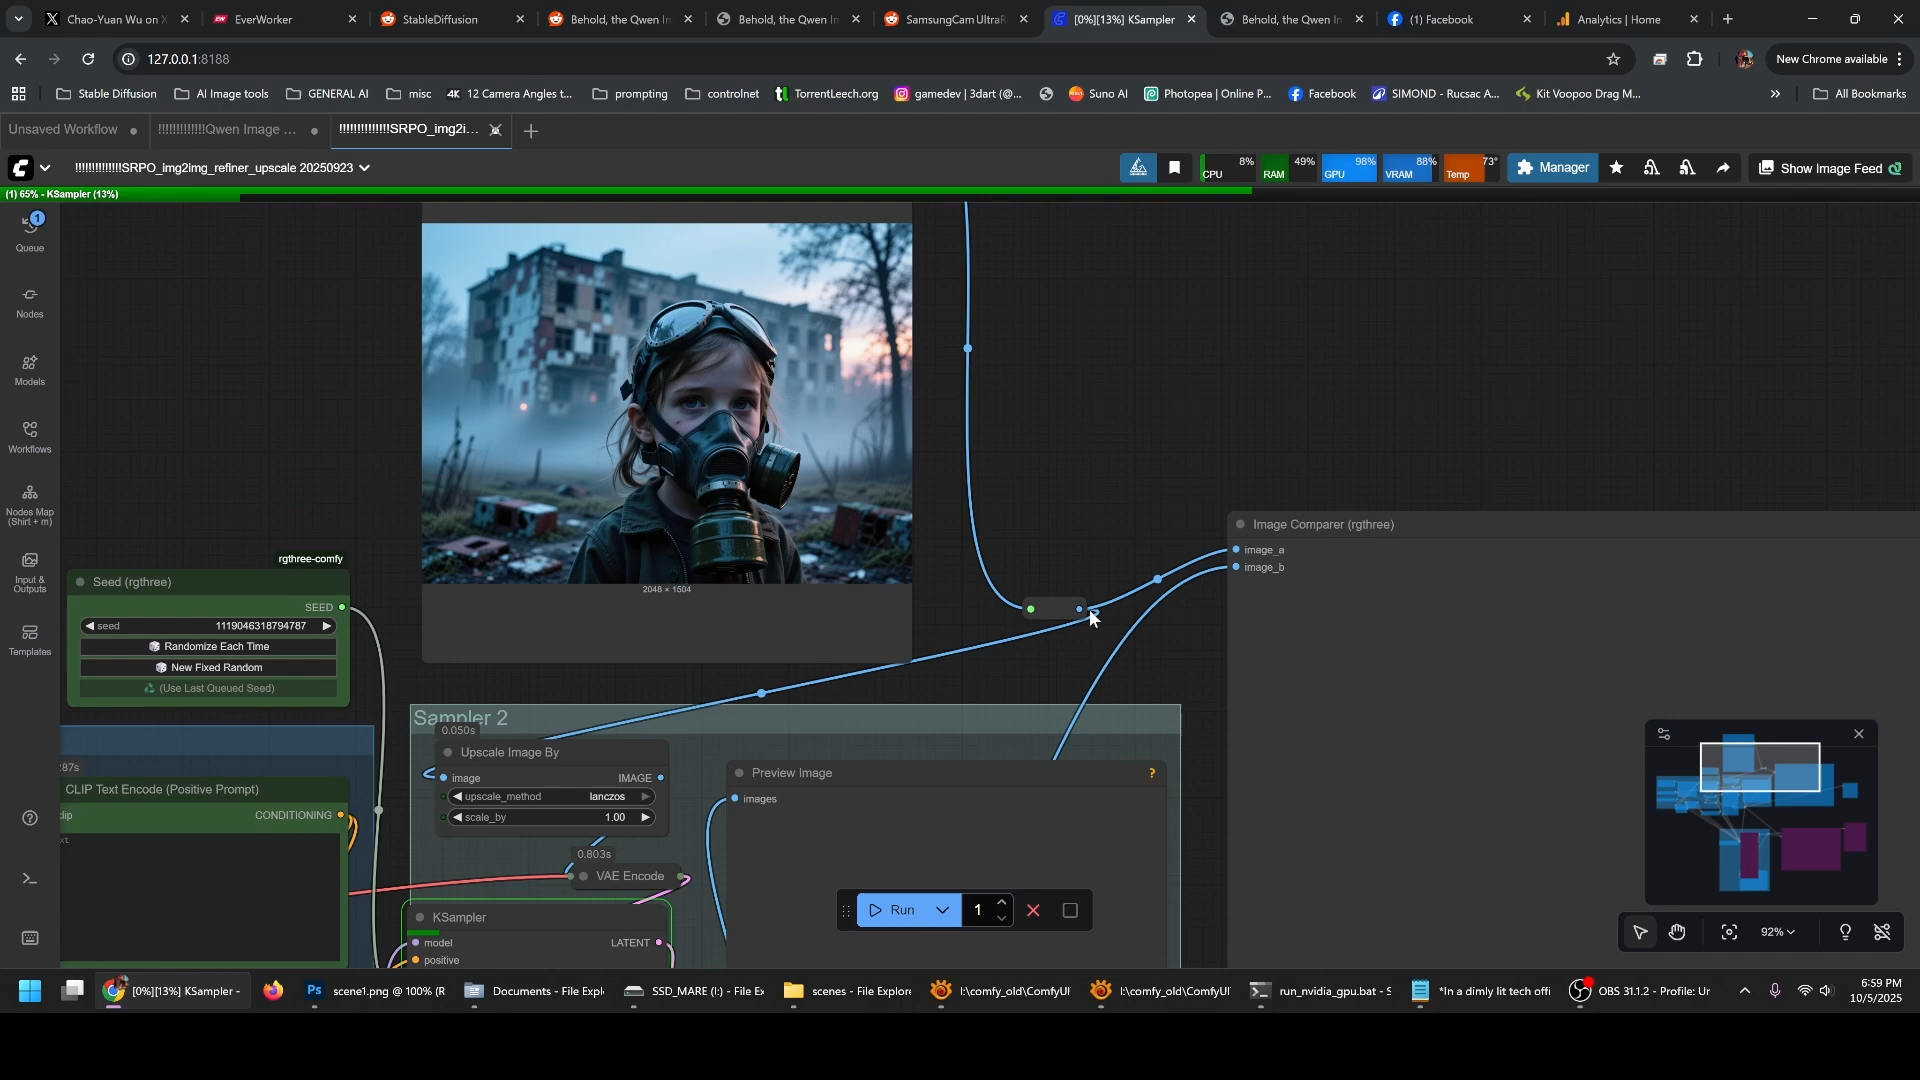 Chao-Yuan Wu on X
EverWorker
StableDiffusion
Behold, the Qwen In
Behold, the Qwen In
SamsungCam UltraR
[0%][13%] KSampler
Behold, the Qwen In
(1) Facebook
Analytics | Home
127.0.0.1:8188
New Chrome available
Stable Diffusion
AI Image tools
GENERAL AI
misc
4K 12 Camera Angles t...
prompting
controlnet
TorrentLeech.org
gamedev | 3dart (@...
Suno AI
Photopea | Online P...
Facebook
SIMOND - Rucsac A...
Kit Voopoo Drag M...
All Bookmarks
Unsaved Workflow
!!!!!!!!!!!!!Qwen Image ...
!!!!!!!!!!!!!!SRPO_img2i...
!!!!!!!!!!!!!!SRPO_img2img_refiner_upscale 20250923
CPU 8%
RAM 49%
GPU 98%
VRAM 88%
Temp 73°
Manager
Show Image Feed
(1) 65% - KSampler (13%)
1
Queue
Nodes
Models
Workflows
Nodes Map
(Shirt + m)
Input &
Outputs
Templates
2048 × 1504
rgthree-comfy
Seed (rgthree)
SEED
seed 1119046318794787
Randomize Each Time
New Fixed Random
(Use Last Queued Seed)
Image Comparer (rgthree)
image_a
image_b
Sampler 2
0.050s
Upscale Image By
image IMAGE
upscale_method lanczos
scale_by 1.00
287s
CLIP Text Encode (Positive Prompt)
clip CONDITIONING
xt
Preview Image ?
images
0.803s
VAE Encode
KSampler
model LATENT
positive
Run
1
92%
[0%][13%] KSampler -
Ps scene1.png @ 100% (R
Documents - File Expl
SSD_MARE (I:) - File Ex
scenes - File Explore
I:\comfy_old\ComfyUI
I:\comfy_old\ComfyUI
run_nvidia_gpu.bat - S
*In a dimly lit tech offi
OBS 31.1.2 - Profile: Ur
6:59 PM
10/5/2025